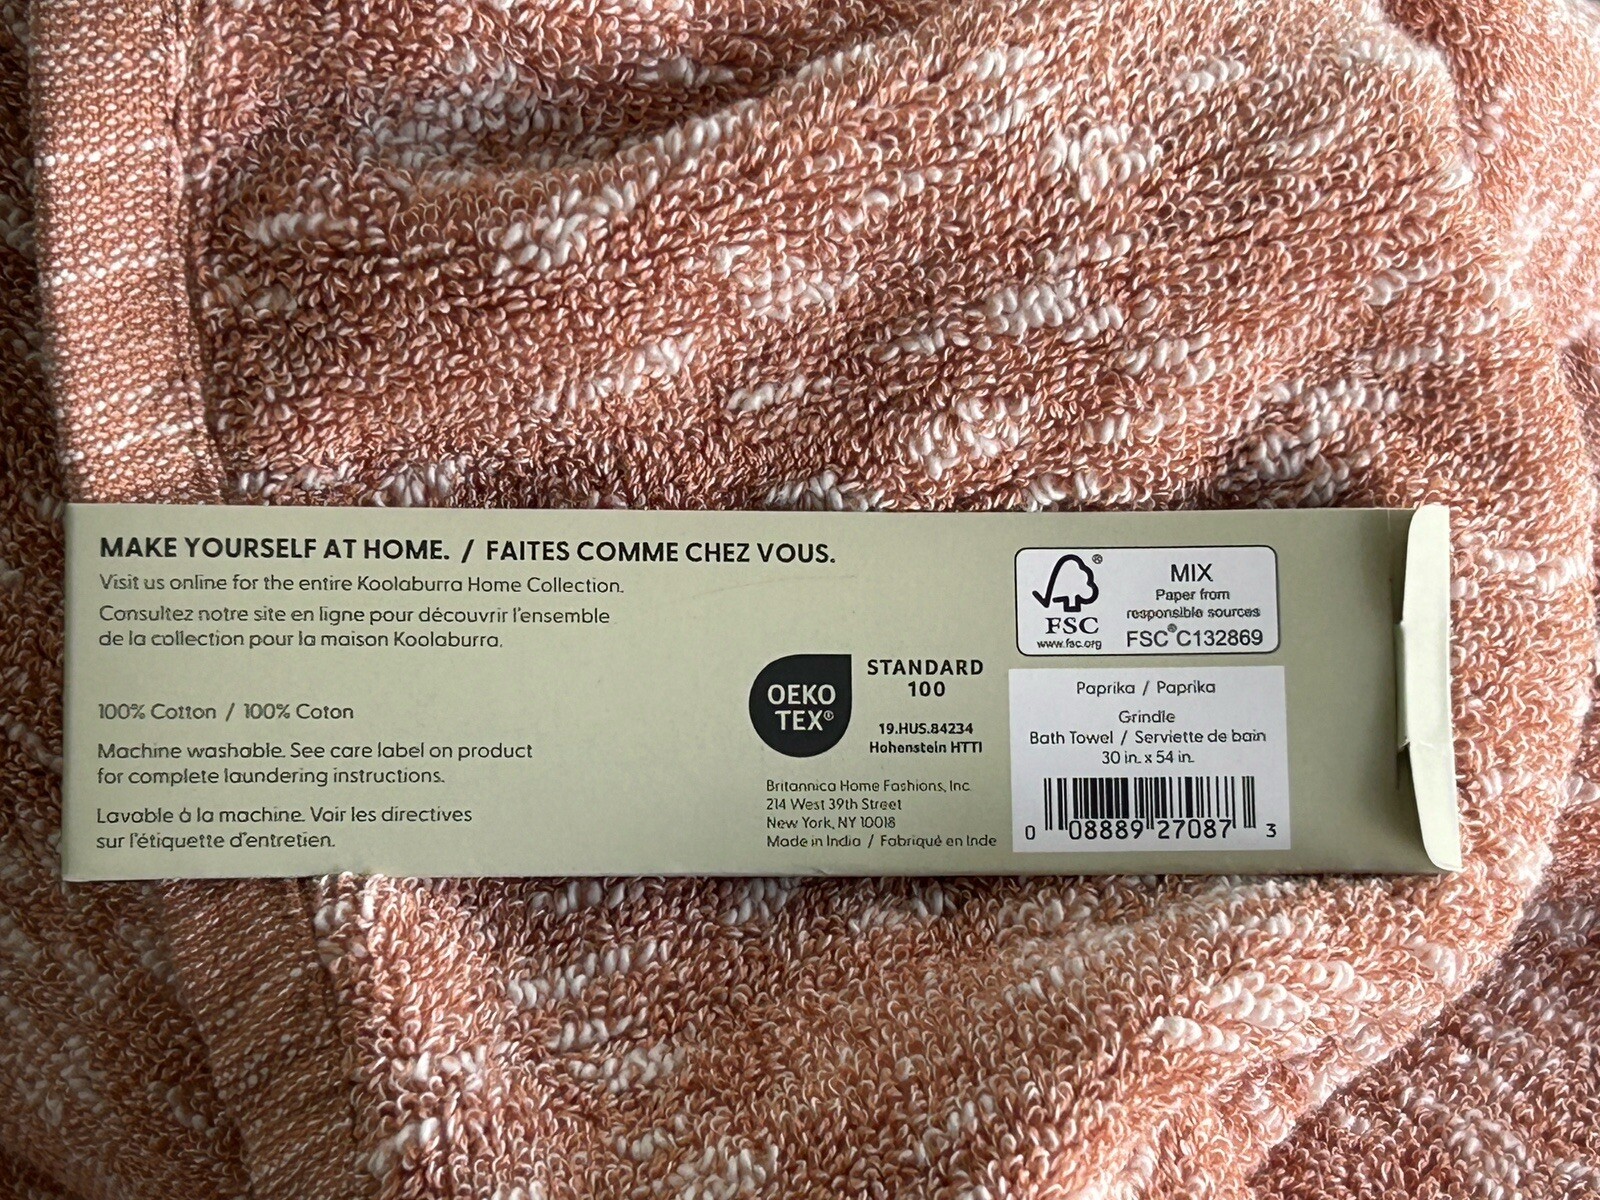 MAKE YOURSELF AT HOME. / FAITES COMME CHEZ VOUS.
Visit us online for the entire Koolaburra Home Collection.
Consultez notre site en ligne pour découvrir l'ensemble
de la collection pour la maison Koolaburra.
100% Cotton / 100% Coton
Machine washable. See care label on product
for complete laundering instructions.
Lavable à la machine. Voir les directives
sur l'étiquette d'entretien.
OEKO
TEX®
STANDARD
100
19.HUS.84234
Hohenstein HTTI
Britannica Home Fashions, Inc.
214 West 39th Street
New York, NY 10018
Made in India / Fabriqué en Inde
®
FSC
www.fsc.org
MIX
Paper from
responsible sources
FSC® C132869
Paprika / Paprika
Grindle
Bath Towel / Serviette de bain
30 in. x 54 in.
0 08889 27087 3